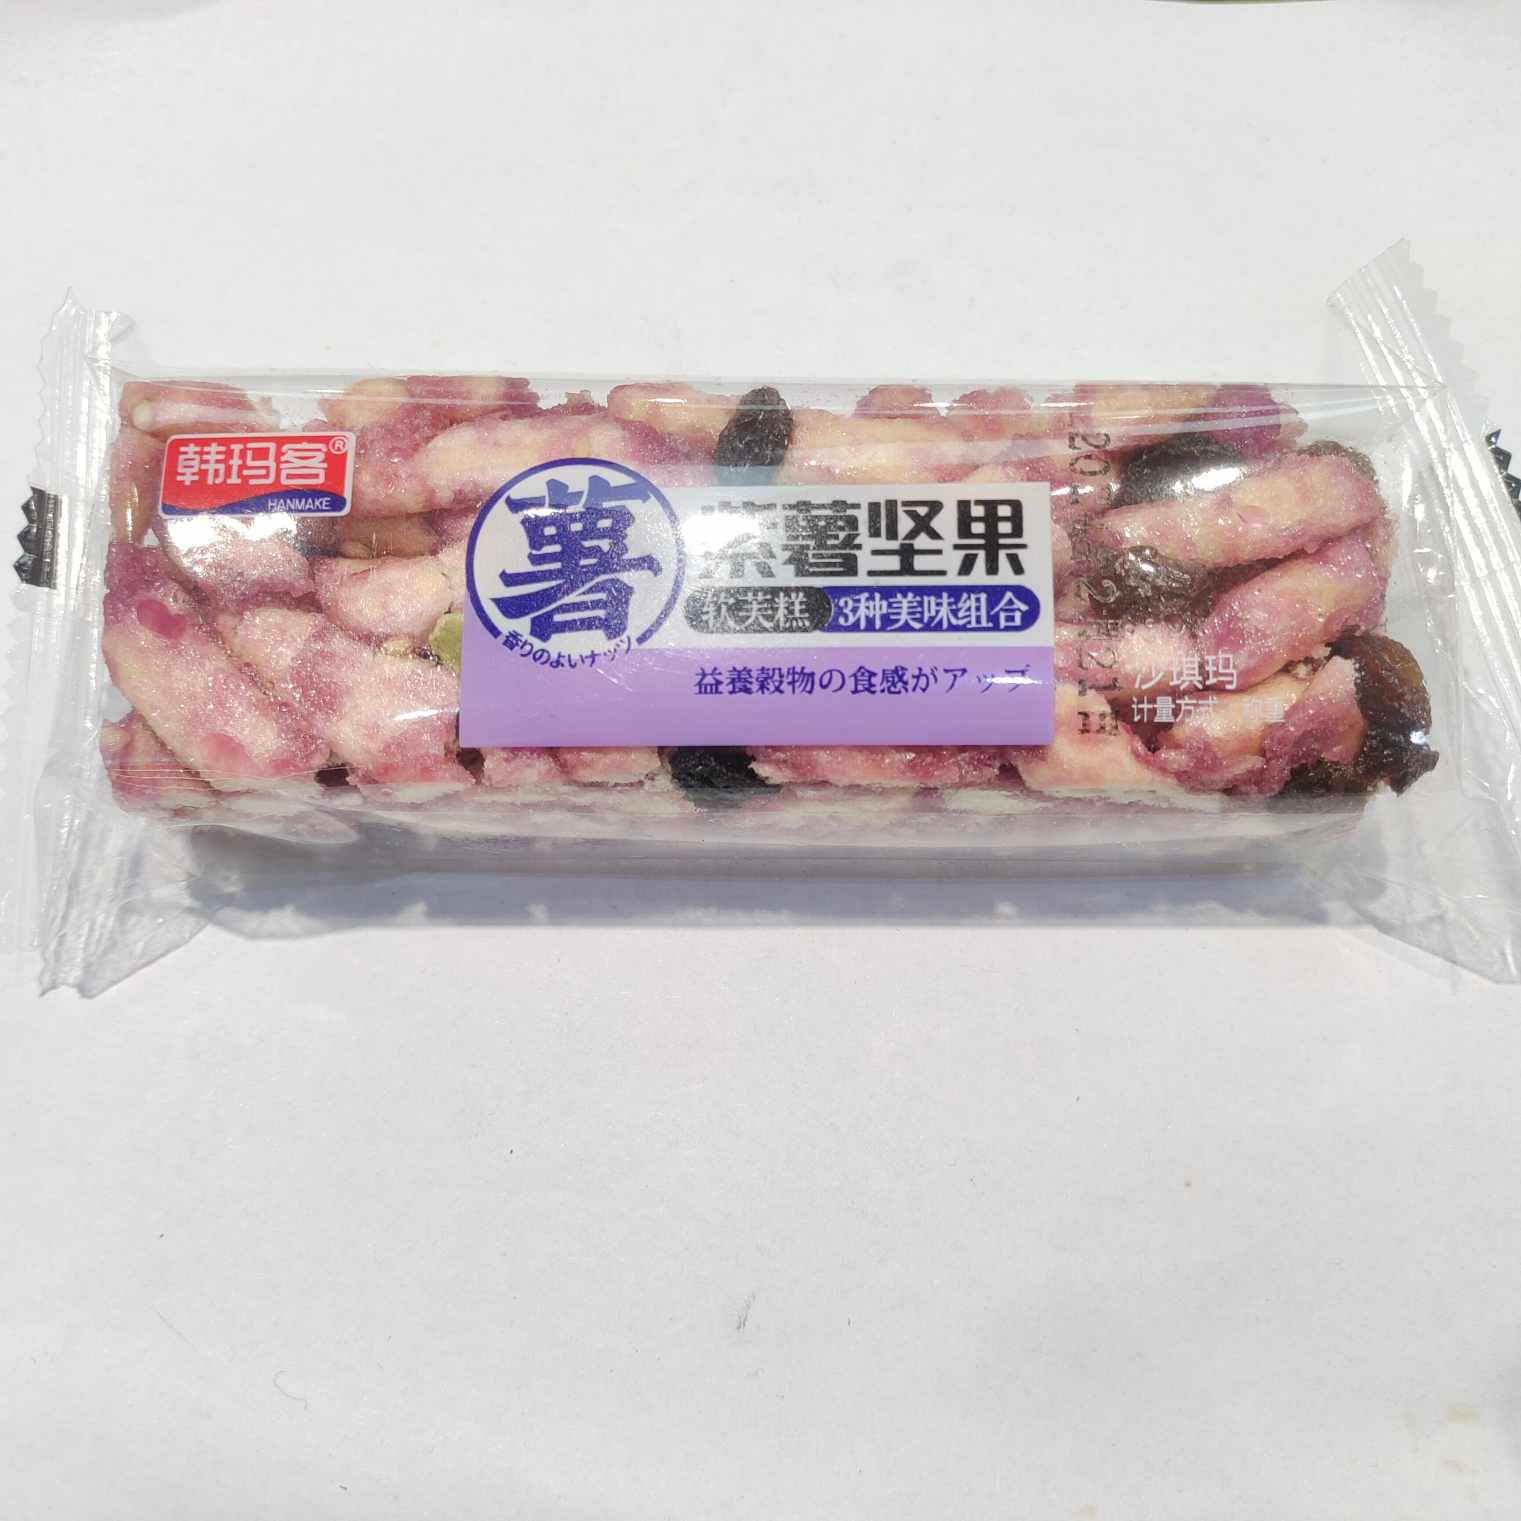 韩玛客®
HANMAKE
薯
香りのよいナッツ
紫薯坚果
软芙糕 3种美味组合
益養穀物の食感がアップ
沙琪玛
计量方式 称重